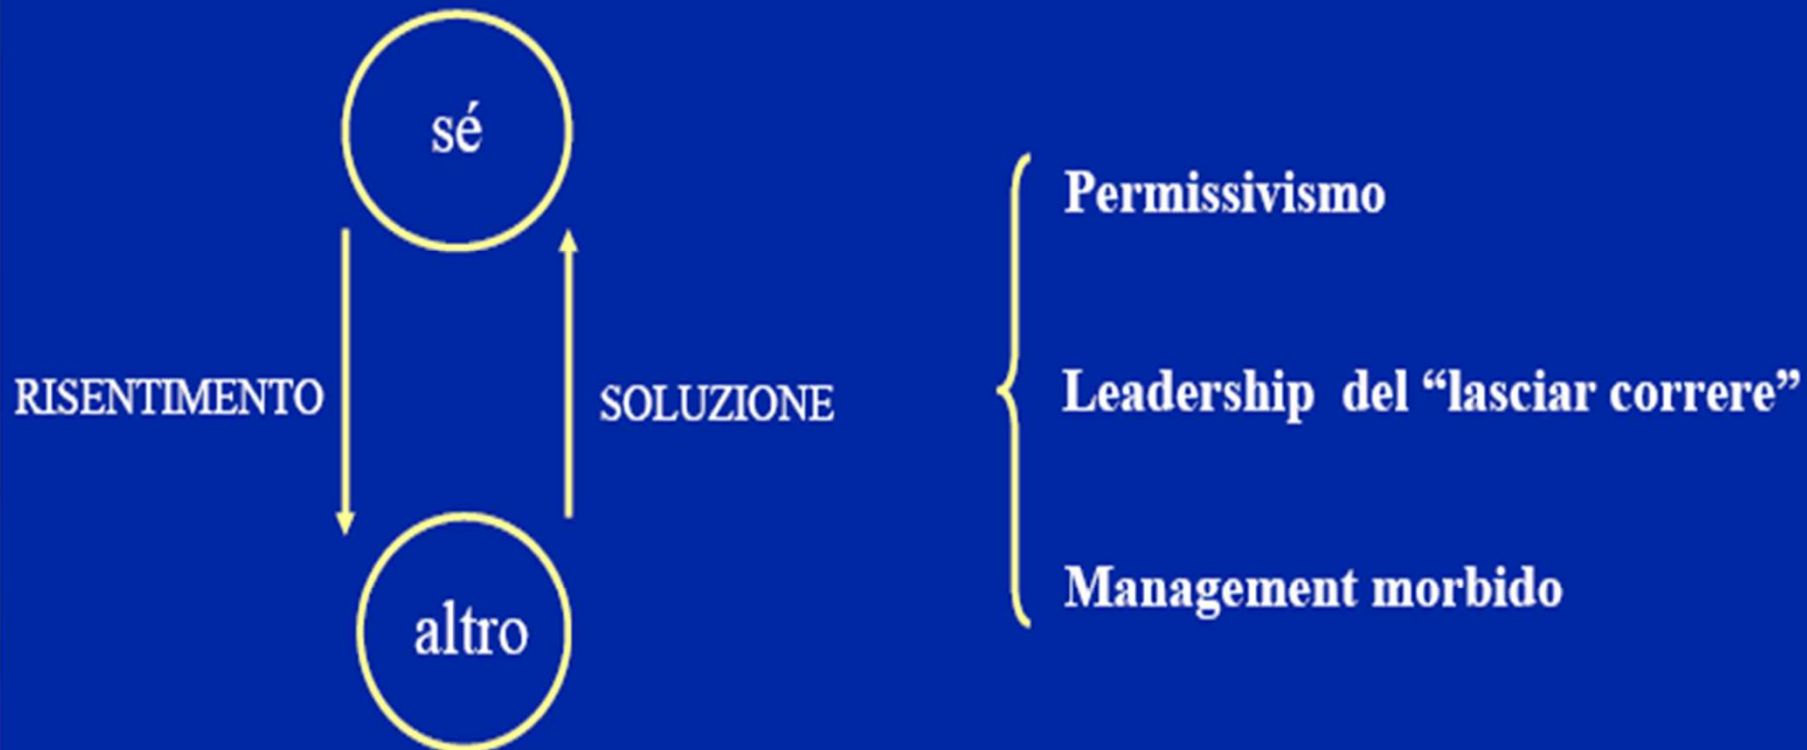 sé
RISENTIMENTO
SOLUZIONE
altro
Permissivismo
Leadership del “lasciar correre”
Management morbido